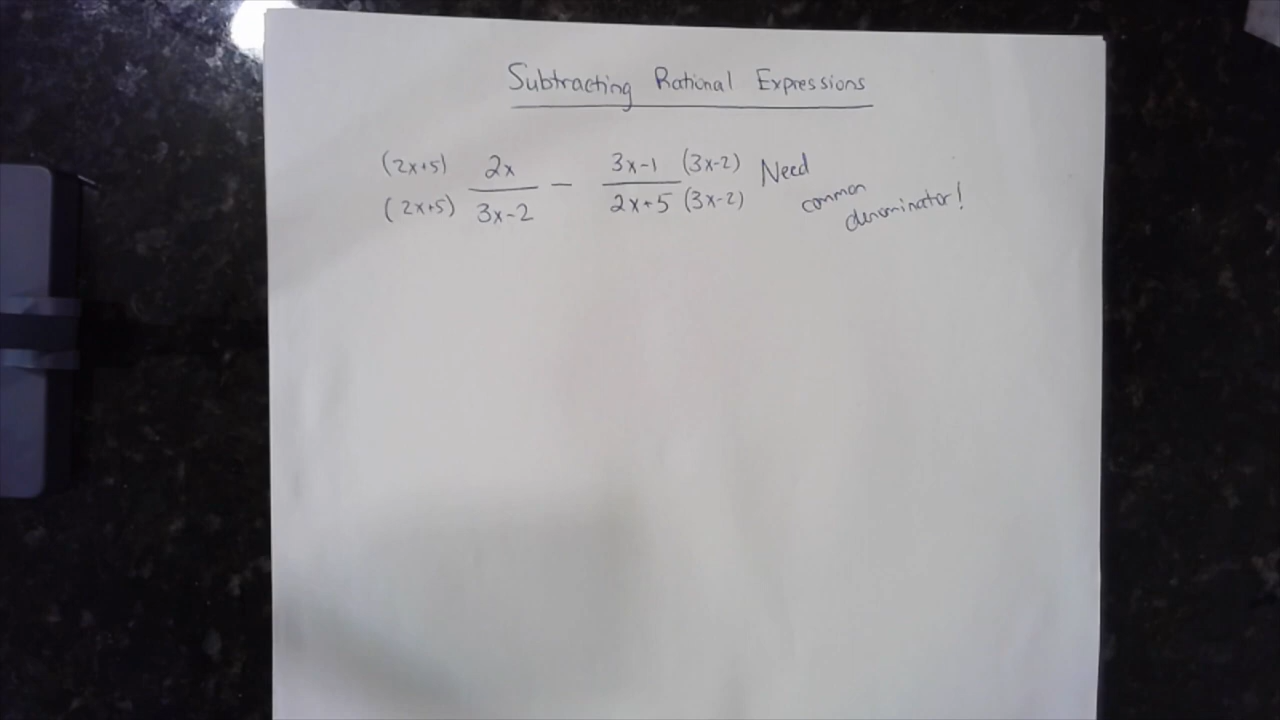 Subtracting Rational Expressions
(2x+5) 2x 3x-1 (3x-2) Need
—
(2x+5) 3x-2 2x+5 (3x-2) common
denominator!